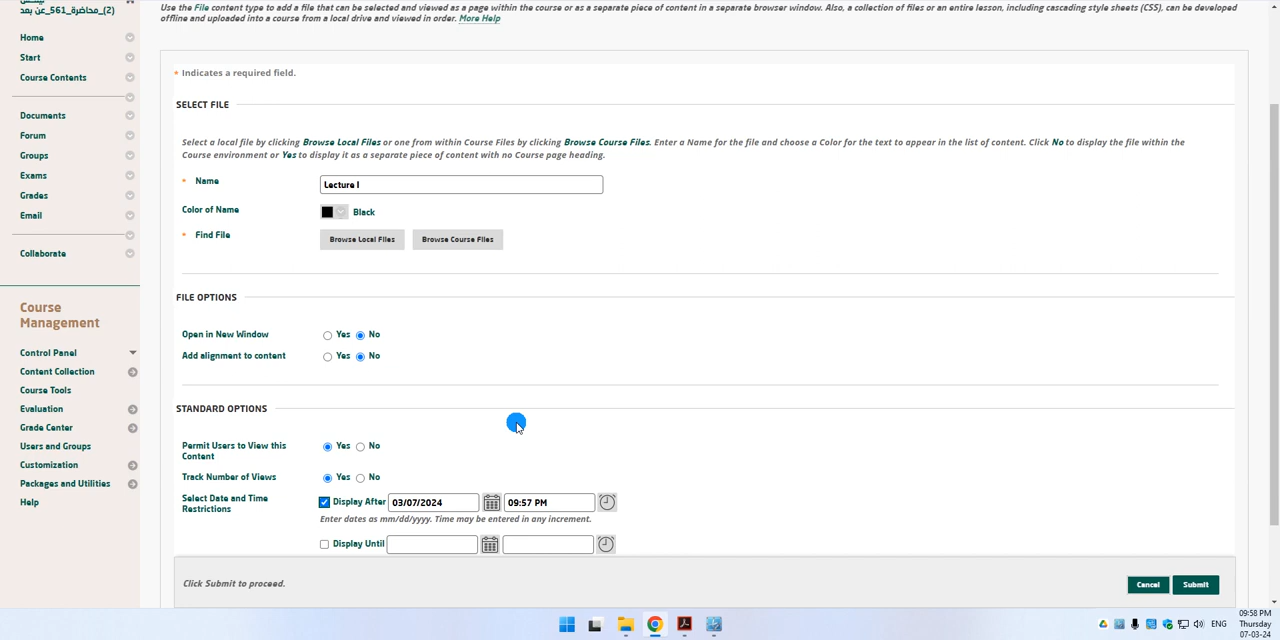 بيئة_س
(2)_محاضرة_561_عن بعد
Home
Start
Course Contents
Documents
Forum
Groups
Exams
Grades
Email
Collaborate
Course
Management
Control Panel
Content Collection
Course Tools
Evaluation
Grade Center
Users and Groups
Customization
Packages and Utilities
Help
Use the File content type to add a file that can be selected and viewed as a page within the course or as a separate piece of content in a separate browser window. Also, a collection of files or an entire lesson, including cascading style sheets (CSS), can be developed
offline and uploaded into a course from a local drive and viewed in order. More Help
* Indicates a required field.
SELECT FILE
Select a local file by clicking Browse Local Files or one from within Course Files by clicking Browse Course Files. Enter a Name for the file and choose a Color for the text to appear in the list of content. Click No to display the file within the
Course environment or Yes to display it as a separate piece of content with no Course page heading.
* Name Lecture I
Color of Name Black
* Find File Browse Local Files Browse Course Files
FILE OPTIONS
Open in New Window Yes No
Add alignment to content Yes No
STANDARD OPTIONS
Permit Users to View this
Content Yes No
Track Number of Views Yes No
Select Date and Time
Restrictions
Display After 03/07/2024 09:57 PM
Enter dates as mm/dd/yyyy. Time may be entered in any increment.
Display Until
Click Submit to proceed. Cancel Submit
ENG
09:58 PM
Thursday
07-03-24